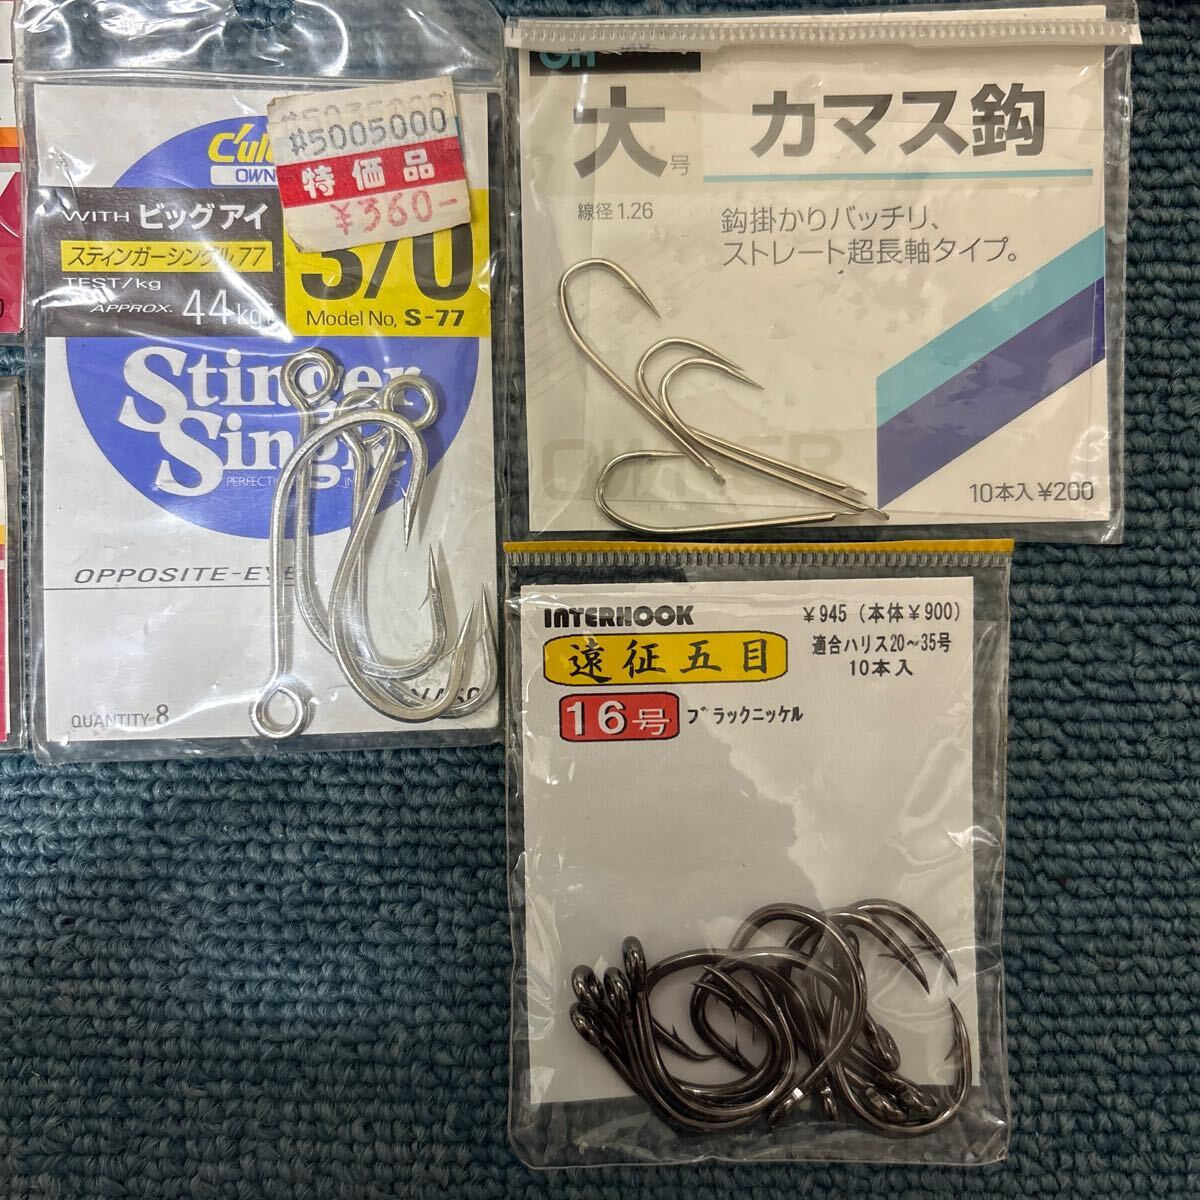 #5005000
特価品
¥360-
OWN
WITH ビッグアイ
スティンガーシングル77
TEST/kg
APPROX. 44kgf
3/0
Model No, S-77
Stinger
Single
OPPOSITE-EYE
QUANTITY-8
大号
線径1.26
カマス鈎
鈎掛かりバッチリ、
ストレート超長軸タイプ。
OWNER
10本入¥200
INTERHOOK
¥945(本体¥900)
遠征五目
適合ハリス20〜35号
10本入
16号
ブラックニッケル